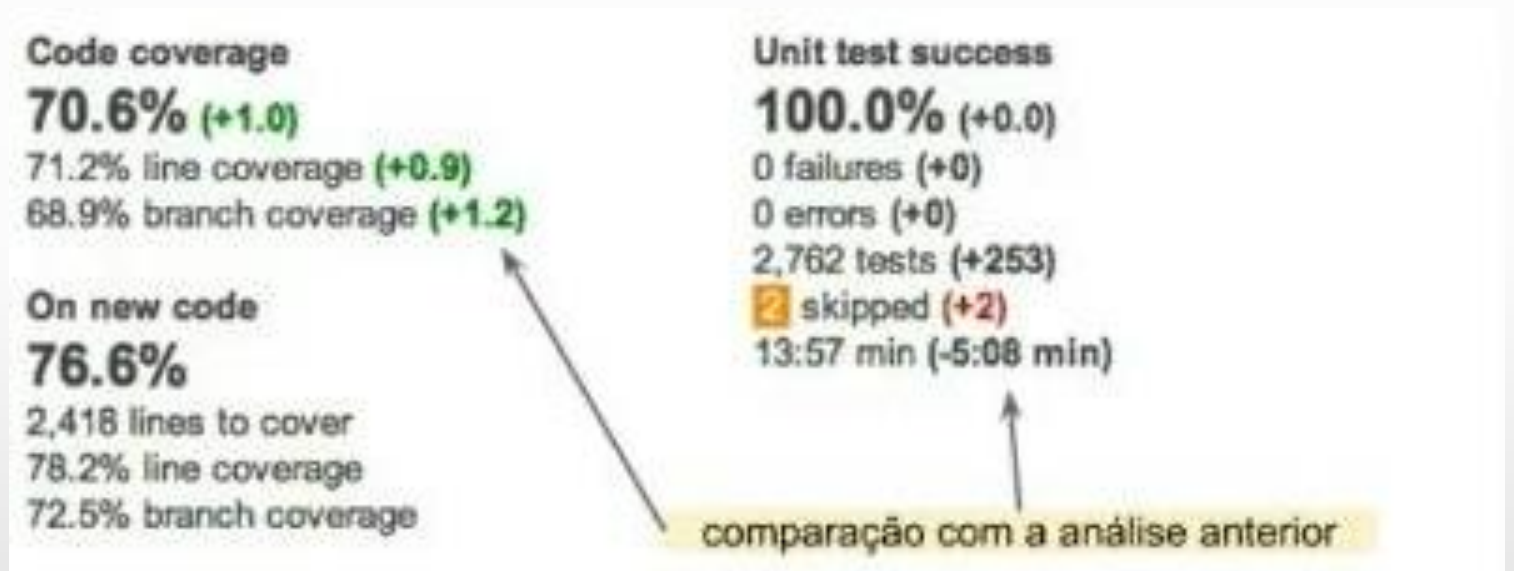 Code coverage
70.6% (+1.0)
71.2% line coverage (+0.9)
68.9% branch coverage (+1.2)
On new code
76.6%
2,418 lines to cover
78.2% line coverage
72.5% branch coverage
Unit test success
100.0% (+0.0)
0 failures (+0)
0 errors (+0)
2,762 tests (+253)
2 skipped (+2)
13:57 min (-5:08 min)
comparação com a análise anterior